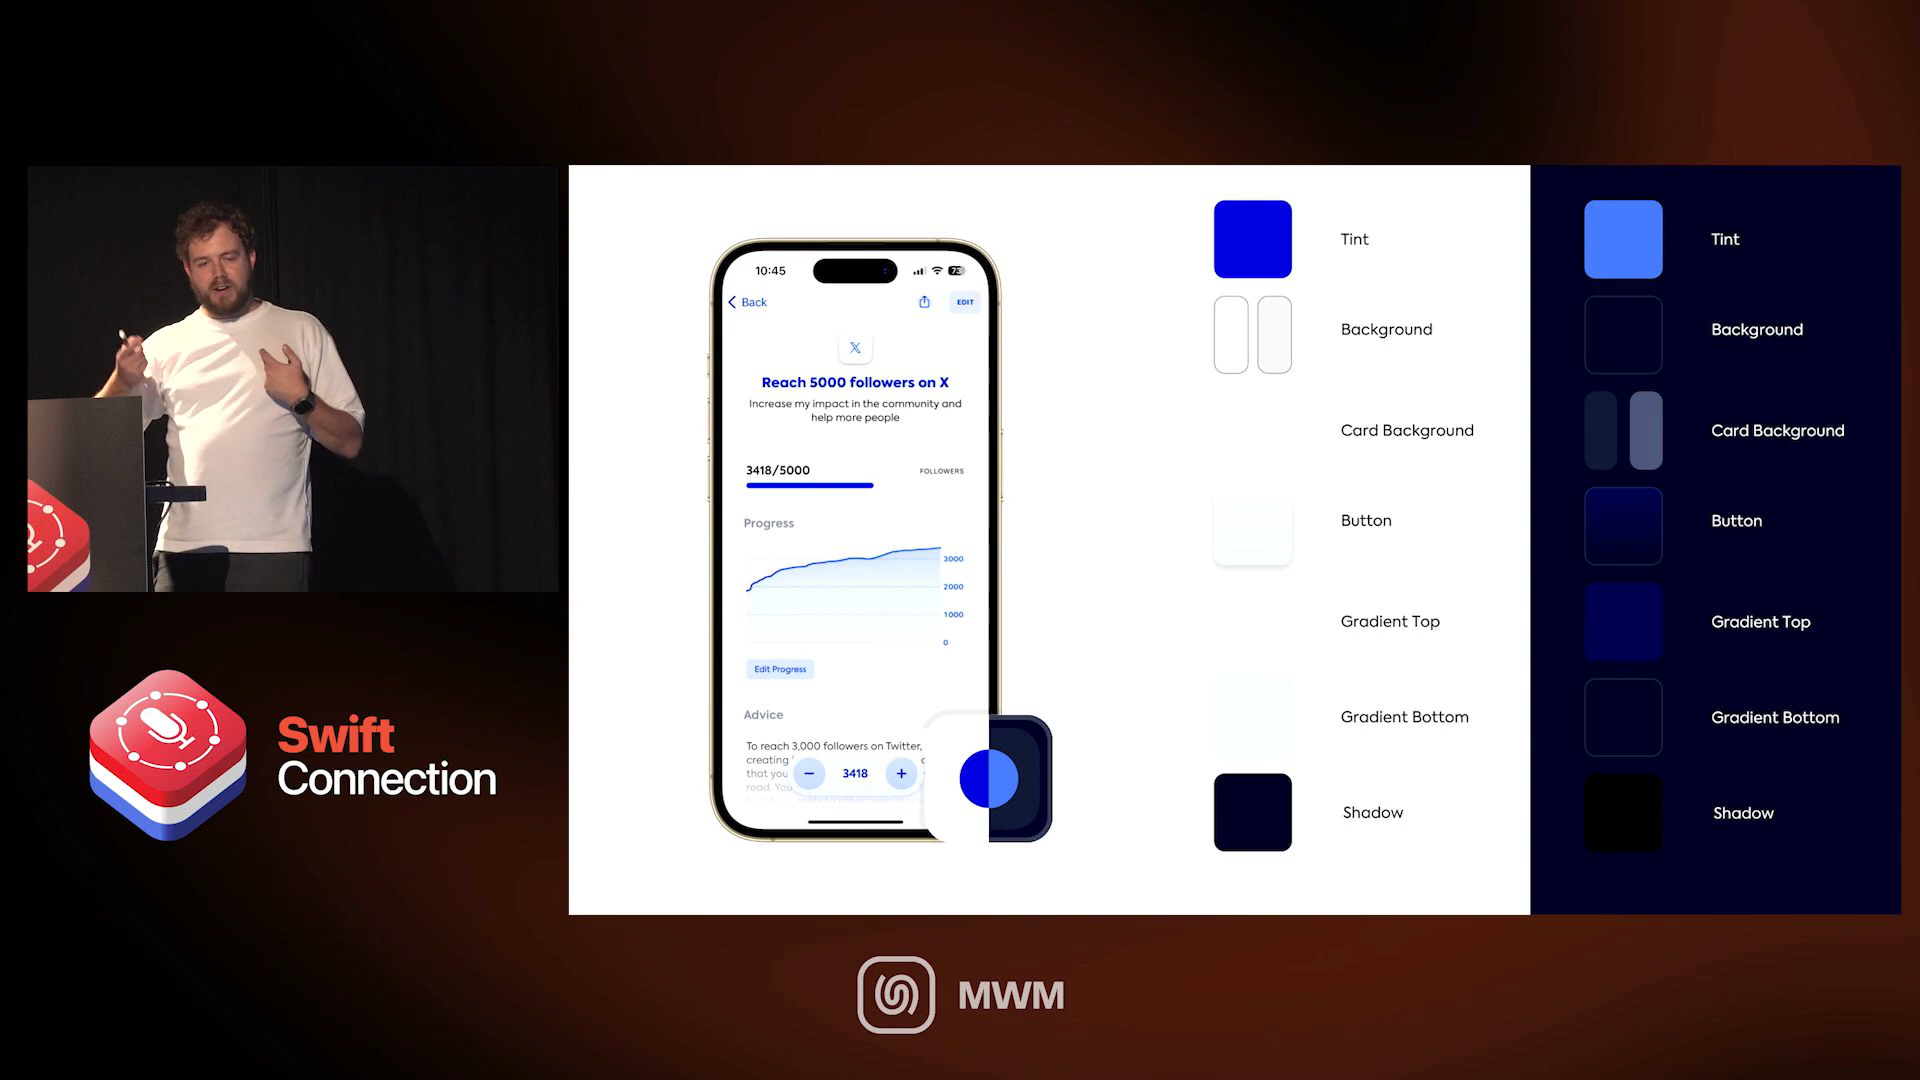 10:45
73
Back
EDIT
Reach 5000 followers on X
Increase my impact in the community and
help more people
3418/5000
FOLLOWERS
Progress
3000
2000
1000
0
Edit Progress
Advice
To reach 3,000 followers on Twitter,
creating
that you
read. You
3418
Tint
Background
Card Background
Button
Gradient Top
Gradient Bottom
Shadow
Tint
Background
Card Background
Button
Gradient Top
Gradient Bottom
Shadow
Swift
Connection
MWM